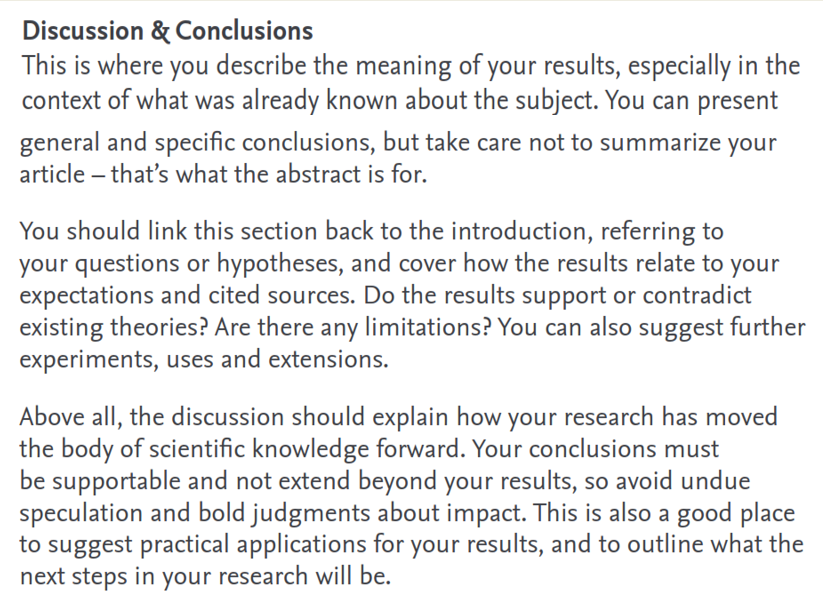 Discussion & Conclusions
This is where you describe the meaning of your results, especially in the
context of what was already known about the subject. You can present
general and specific conclusions, but take care not to summarize your
article – that’s what the abstract is for.
You should link this section back to the introduction, referring to
your questions or hypotheses, and cover how the results relate to your
expectations and cited sources. Do the results support or contradict
existing theories? Are there any limitations? You can also suggest further
experiments, uses and extensions.
Above all, the discussion should explain how your research has moved
the body of scientific knowledge forward. Your conclusions must
be supportable and not extend beyond your results, so avoid undue
speculation and bold judgments about impact. This is also a good place
to suggest practical applications for your results, and to outline what the
next steps in your research will be.